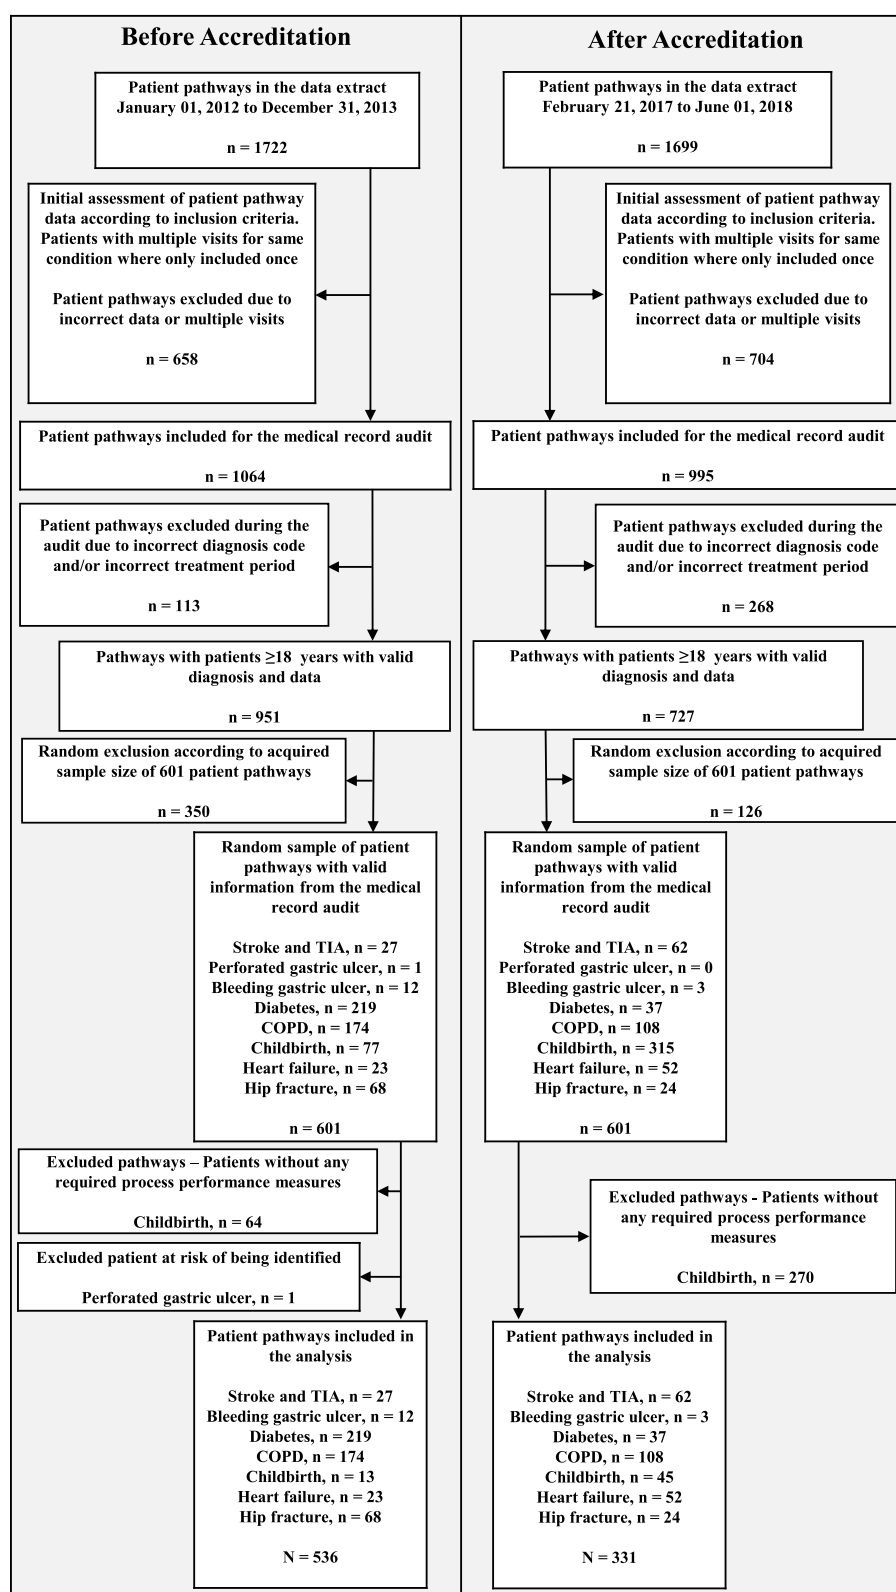 Before Accreditation
Patient pathways in the data extract
January 01, 2012 to December 31, 2013
n = 1722
Initial assessment of patient pathway
data according to inclusion criteria.
Patients with multiple visits for same
condition where only included once
Patient pathways excluded due to
incorrect data or multiple visits
n = 658
Patient pathways included for the medical record audit
n = 1064
Patient pathways excluded during the
audit due to incorrect diagnosis code
and/or incorrect treatment period
n = 113
Pathways with patients ≥18 years with valid
diagnosis and data
n = 951
Random exclusion according to acquired
sample size of 601 patient pathways
n = 350
Random sample of patient
pathways with valid
information from the medical
record audit
Stroke and TIA, n = 27
Perforated gastric ulcer, n = 1
Bleeding gastric ulcer, n = 12
Diabetes, n = 219
COPD, n = 174
Childbirth, n = 77
Heart failure, n = 23
Hip fracture, n = 68
n = 601
Excluded pathways – Patients without any
required process performance measures
Childbirth, n = 64
Excluded patient at risk of being identified
Perforated gastric ulcer, n = 1
Patient pathways included in
the analysis
Stroke and TIA, n = 27
Bleeding gastric ulcer, n = 12
Diabetes, n = 219
COPD, n = 174
Childbirth, n = 13
Heart failure, n = 23
Hip fracture, n = 68
N = 536
After Accreditation
Patient pathways in the data extract
February 21, 2017 to June 01, 2018
n = 1699
Initial assessment of patient pathway
data according to inclusion criteria.
Patients with multiple visits for same
condition where only included once
Patient pathways excluded due to
incorrect data or multiple visits
n = 704
Patient pathways included for the medical record audit
n = 995
Patient pathways excluded during the
audit due to incorrect diagnosis code
and/or incorrect treatment period
n = 268
Pathways with patients ≥18 years with valid
diagnosis and data
n = 727
Random exclusion according to acquired
sample size of 601 patient pathways
n = 126
Random sample of patient
pathways with valid
information from the medical
record audit
Stroke and TIA, n = 62
Perforated gastric ulcer, n = 0
Bleeding gastric ulcer, n = 3
Diabetes, n = 37
COPD, n = 108
Childbirth, n = 315
Heart failure, n = 52
Hip fracture, n = 24
n = 601
Excluded pathways - Patients without
any required process performance
measures
Childbirth, n = 270
Patient pathways included in
the analysis
Stroke and TIA, n = 62
Bleeding gastric ulcer, n = 3
Diabetes, n = 37
COPD, n = 108
Childbirth, n = 45
Heart failure, n = 52
Hip fracture, n = 24
N = 331